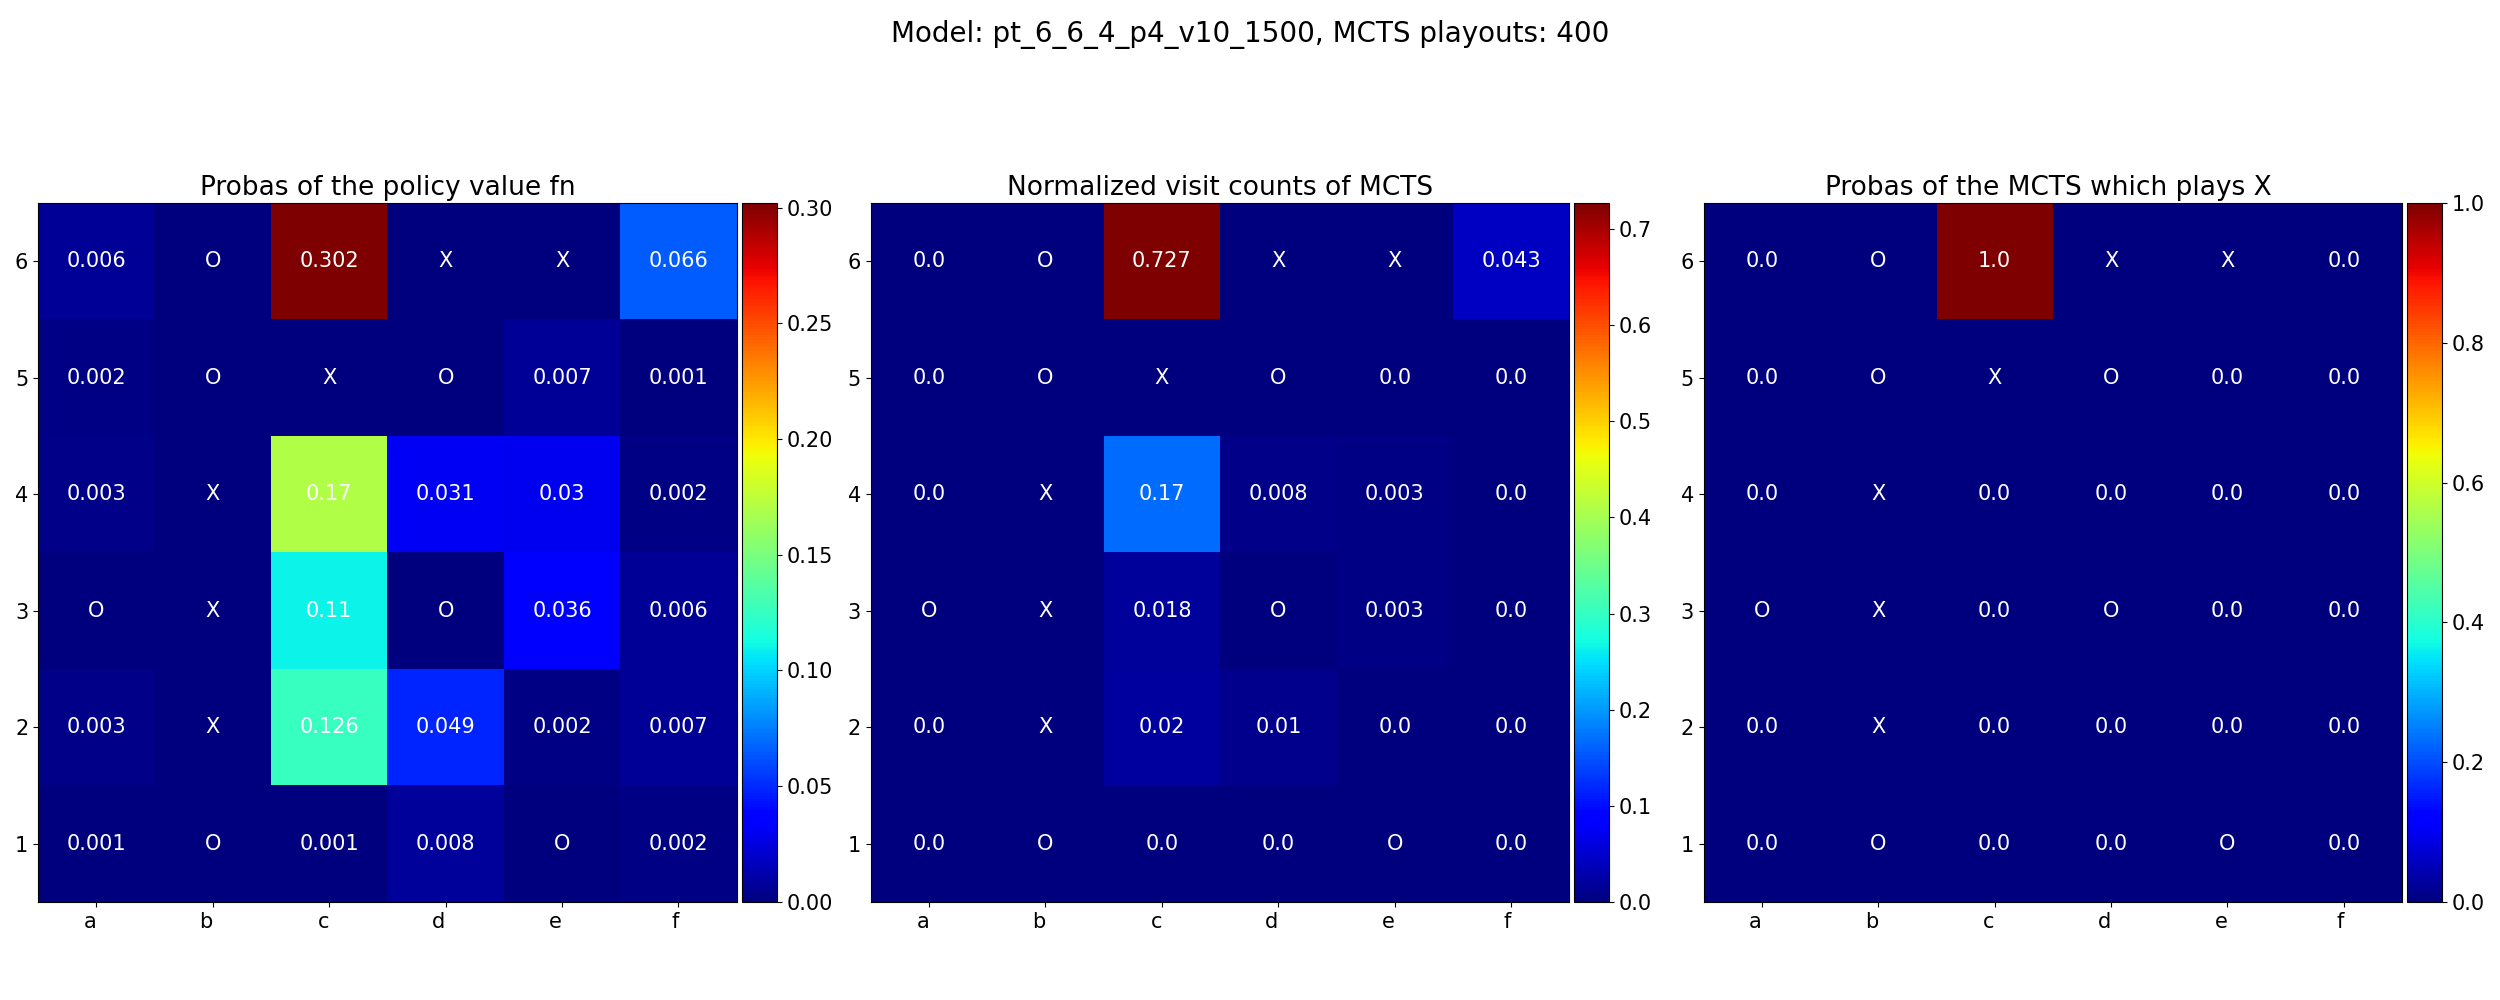 Model: pt_6_6_4_p4_v10_1500, MCTS playouts: 400
Probas of the policy value fn
6 0.006 O 0.302 X X 0.066
5 0.002 O X O 0.007 0.001
4 0.003 X 0.17 0.031 0.03 0.002
3 O X 0.11 O 0.036 0.006
2 0.003 X 0.126 0.049 0.002 0.007
1 0.001 O 0.001 0.008 O 0.002
a b c d e f
0.30
0.25
0.20
0.15
0.10
0.05
0.00
Normalized visit counts of MCTS
6 0.0 O 0.727 X X 0.043
5 0.0 O X O 0.0 0.0
4 0.0 X 0.17 0.008 0.003 0.0
3 O X 0.018 O 0.003 0.0
2 0.0 X 0.02 0.01 0.0 0.0
1 0.0 O 0.0 0.0 O 0.0
a b c d e f
0.7
0.6
0.5
0.4
0.3
0.2
0.1
0.0
Probas of the MCTS which plays X
6 0.0 O 1.0 X X 0.0
5 0.0 O X O 0.0 0.0
4 0.0 X 0.0 0.0 0.0 0.0
3 O X 0.0 O 0.0 0.0
2 0.0 X 0.0 0.0 0.0 0.0
1 0.0 O 0.0 0.0 O 0.0
a b c d e f
1.0
0.8
0.6
0.4
0.2
0.0